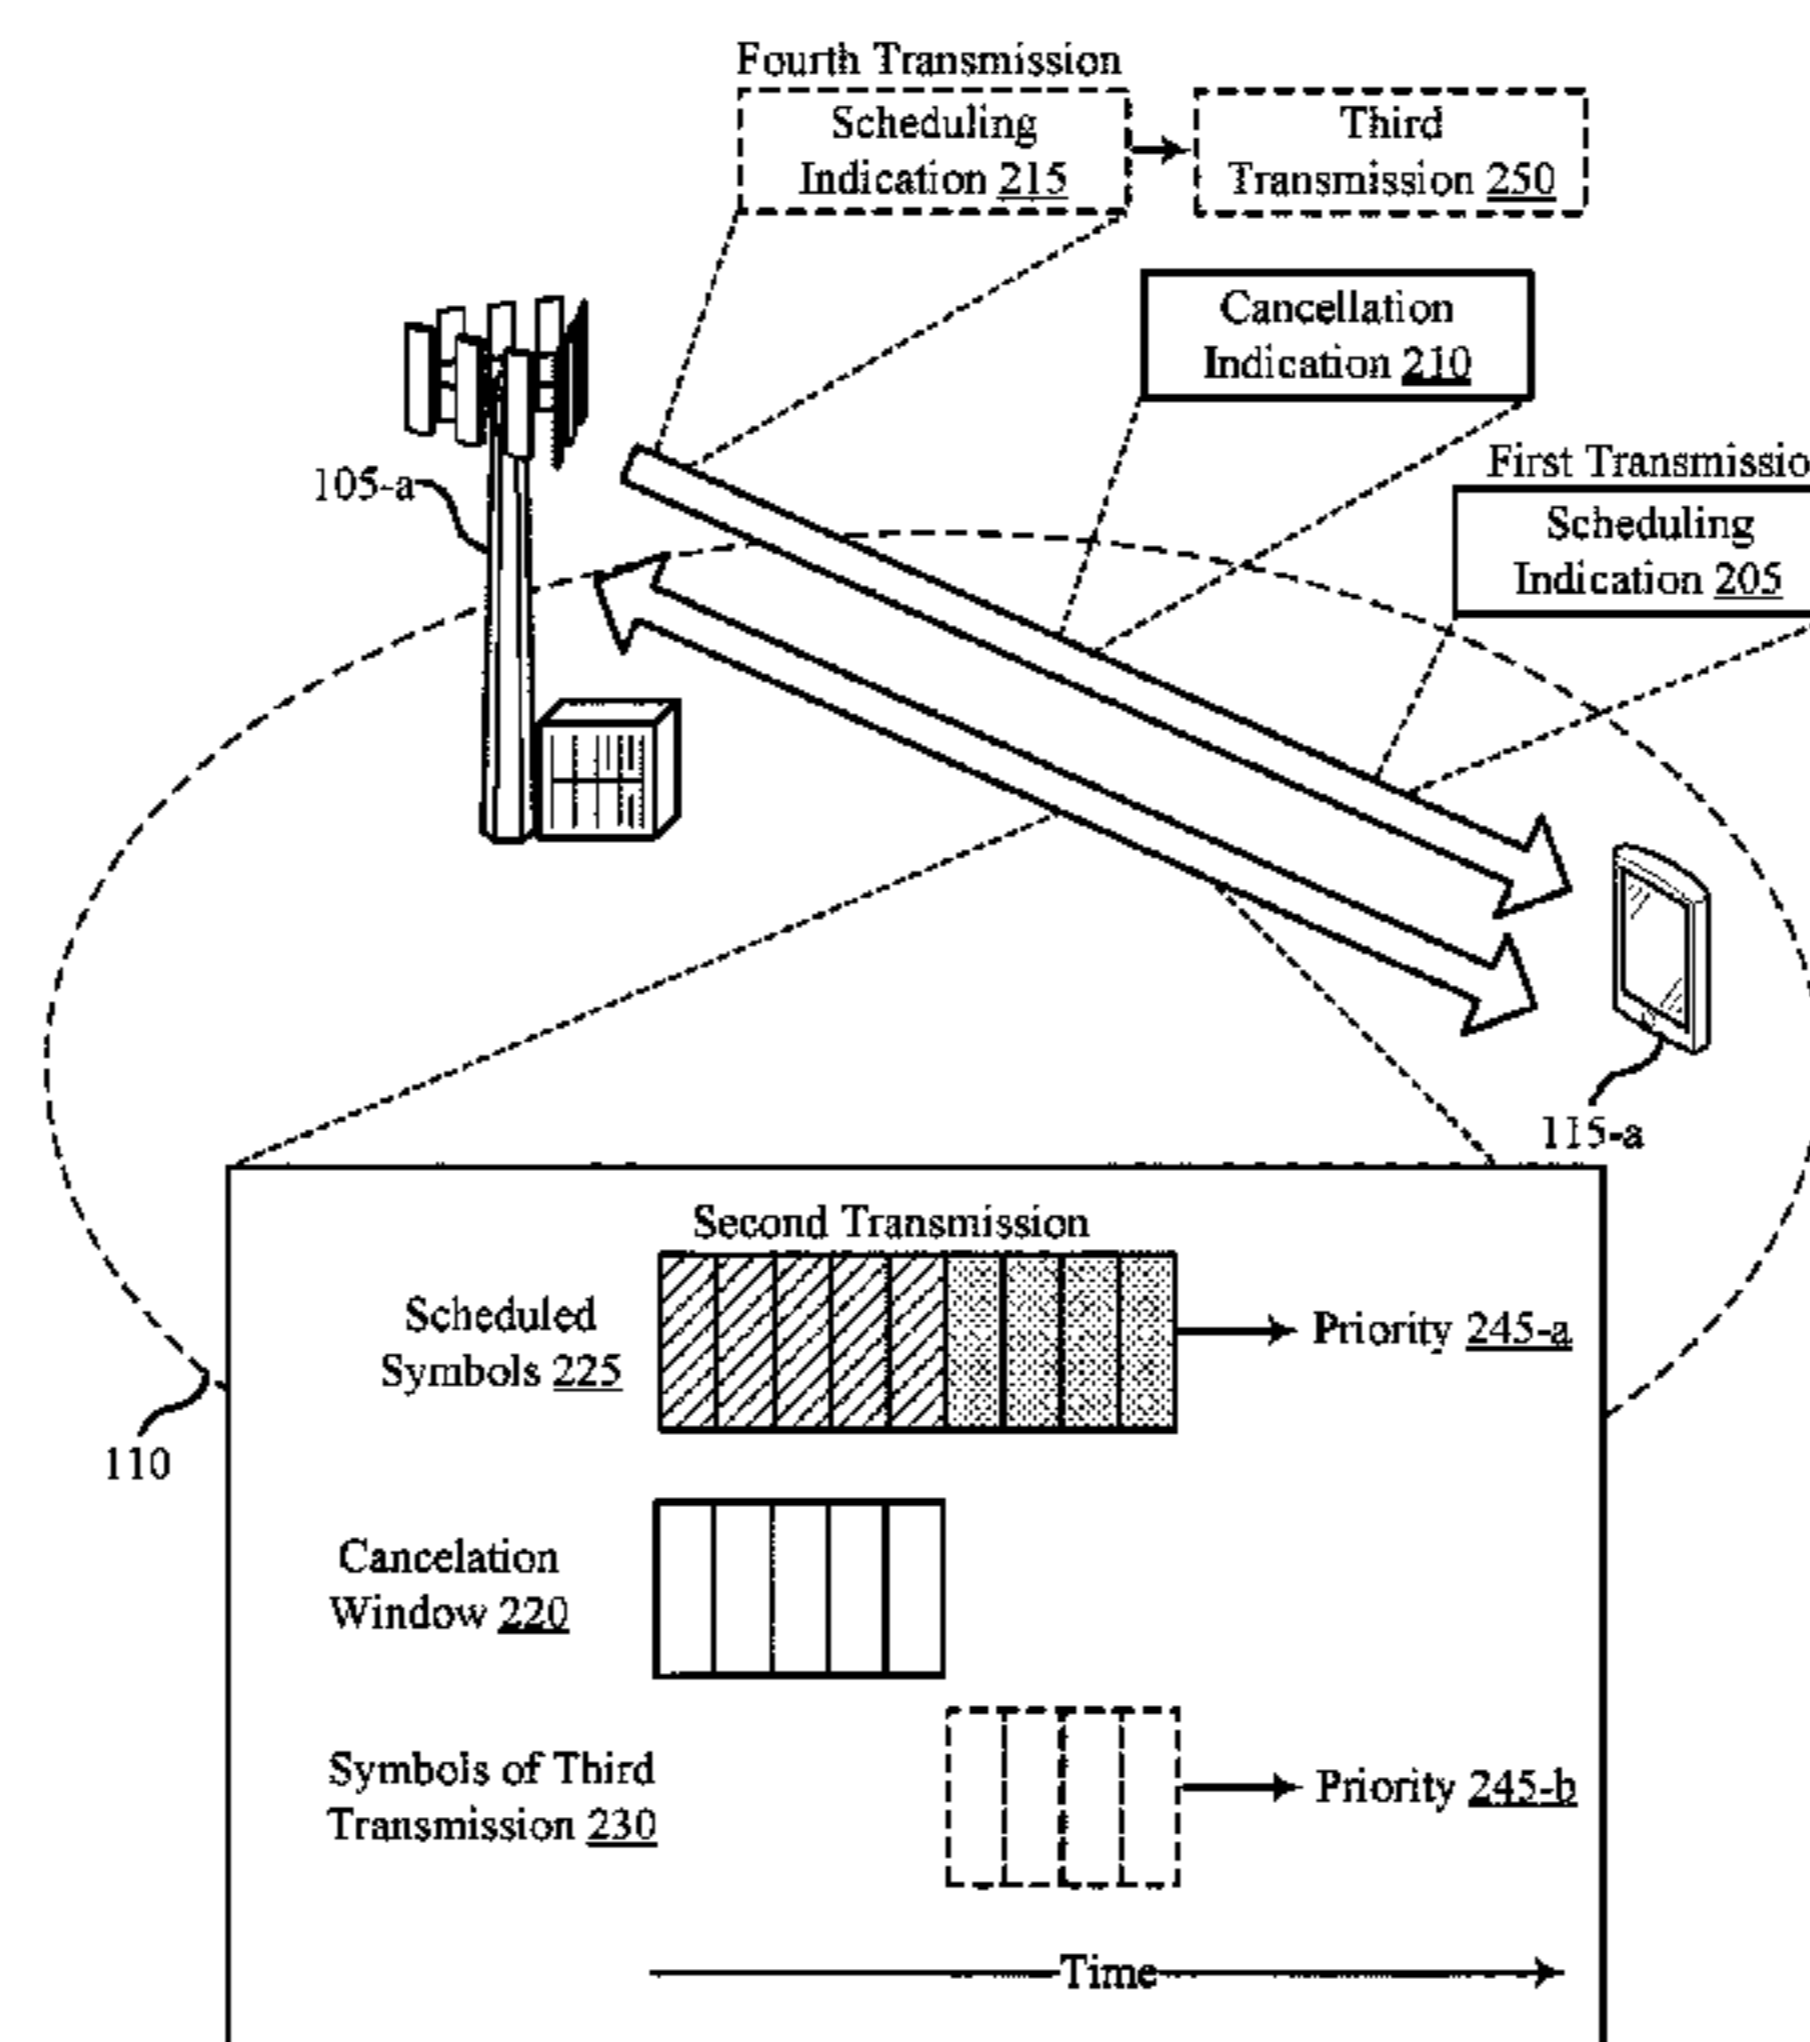 Fourth Transmission
Scheduling
Indication 215
Third
Transmission 250
Cancellation
Indication 210
First Transmissio
Scheduling
Indication 205
105-a
115-a
110
Second Transmission
Scheduled
Symbols 225
Priority 245-a
Cancelation
Window 220
Symbols of Third
Transmission 230
Priority 245-b
Time